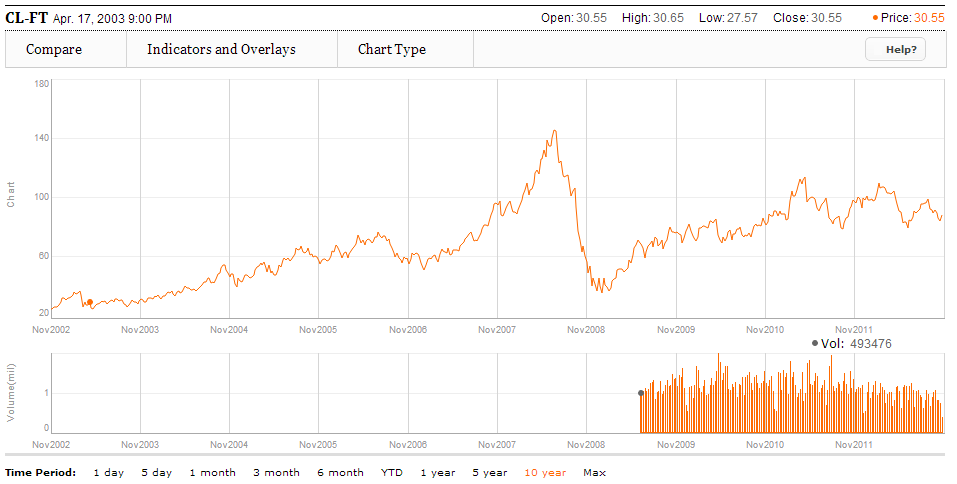 CL-FT Apr. 17, 2003 9:00 PM Open: 30.55 High: 30.65 Low: 27.57 Close: 30.55 Price: 30.55
Compare Indicators and Overlays Chart Type Help?
180
140
100
60
20
Chart
Nov2002 Nov2003 Nov2004 Nov2005 Nov2006 Nov2007 Nov2008 Nov2009 Nov2010 Nov2011
Vol: 493476
1
0
Volume(mil)
Nov2002 Nov2003 Nov2004 Nov2005 Nov2006 Nov2007 Nov2008 Nov2009 Nov2010 Nov2011
Time Period: 1 day 5 day 1 month 3 month 6 month YTD 1 year 5 year 10 year Max